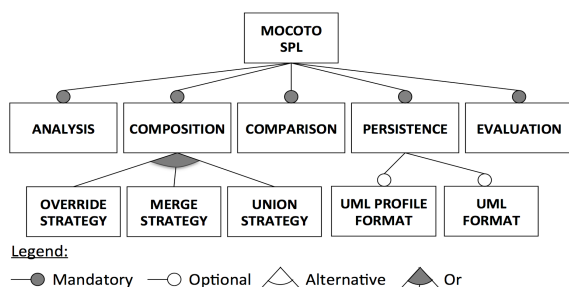 MOCOTO
SPL
ANALYSIS COMPOSITION COMPARISON PERSISTENCE EVALUATION
OVERRIDE MERGE UNION UML PROFILE UML
STRATEGY STRATEGY STRATEGY FORMAT FORMAT
Legend:
Mandatory Optional Alternative Or